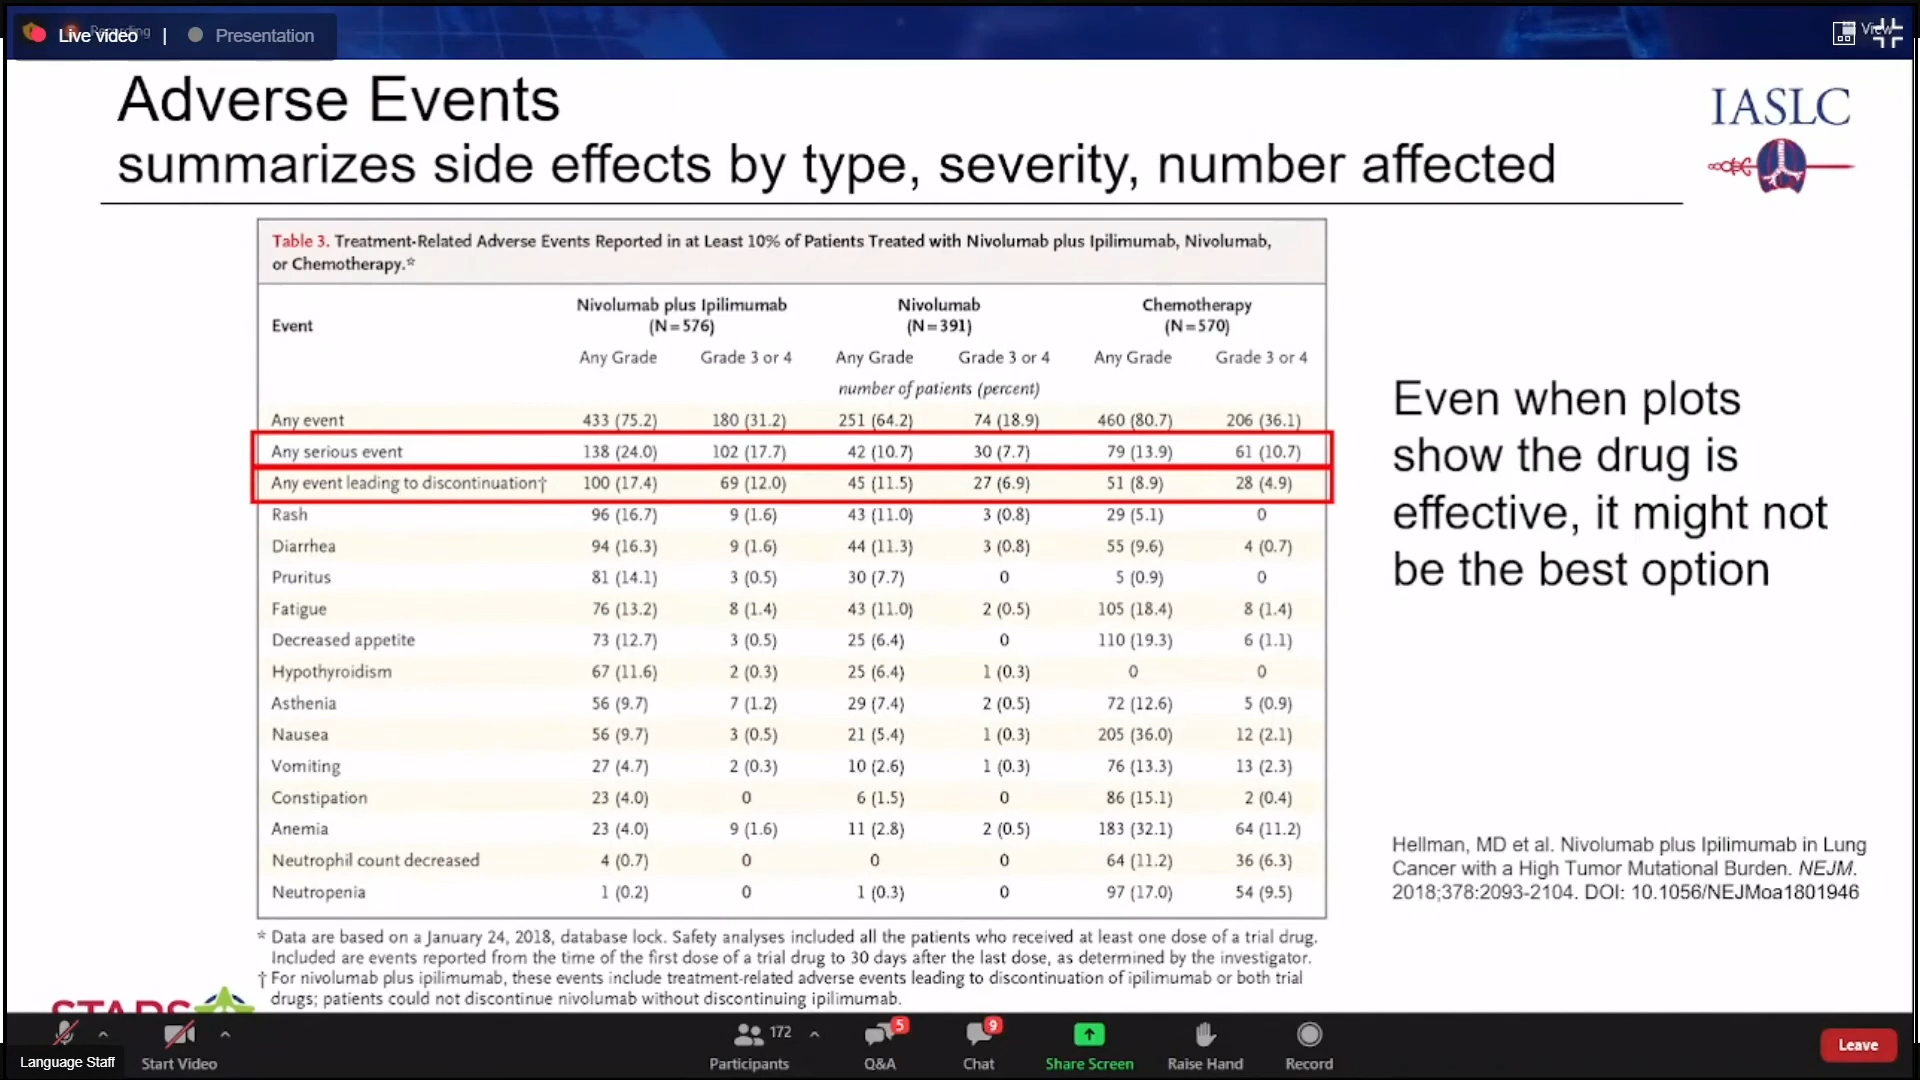 Live video | Presentation
View
Adverse Events
summarizes side effects by type, severity, number affected
IASLC
Table 3. Treatment-Related Adverse Events Reported in at Least 10% of Patients Treated with Nivolumab plus Ipilimumab, Nivolumab,
or Chemotherapy.*
Event Nivolumab plus Ipilimumab (N=576) Nivolumab (N=391) Chemotherapy (N=570)
Any Grade Grade 3 or 4 Any Grade Grade 3 or 4 Any Grade Grade 3 or 4
number of patients (percent)
Any event 433 (75.2) 180 (31.2) 251 (64.2) 74 (18.9) 460 (80.7) 206 (36.1)
Any serious event 138 (24.0) 102 (17.7) 42 (10.7) 30 (7.7) 79 (13.9) 61 (10.7)
Any event leading to discontinuation† 100 (17.4) 69 (12.0) 45 (11.5) 27 (6.9) 51 (8.9) 28 (4.9)
Rash 96 (16.7) 9 (1.6) 43 (11.0) 3 (0.8) 29 (5.1) 0
Diarrhea 94 (16.3) 9 (1.6) 44 (11.3) 3 (0.8) 55 (9.6) 4 (0.7)
Pruritus 81 (14.1) 3 (0.5) 30 (7.7) 0 5 (0.9) 0
Fatigue 76 (13.2) 8 (1.4) 43 (11.0) 2 (0.5) 105 (18.4) 8 (1.4)
Decreased appetite 73 (12.7) 3 (0.5) 25 (6.4) 0 110 (19.3) 6 (1.1)
Hypothyroidism 67 (11.6) 2 (0.3) 25 (6.4) 1 (0.3) 0 0
Asthenia 56 (9.7) 7 (1.2) 29 (7.4) 2 (0.5) 72 (12.6) 5 (0.9)
Nausea 56 (9.7) 3 (0.5) 21 (5.4) 1 (0.3) 205 (36.0) 12 (2.1)
Vomiting 27 (4.7) 2 (0.3) 10 (2.6) 1 (0.3) 76 (13.3) 13 (2.3)
Constipation 23 (4.0) 0 6 (1.5) 0 86 (15.1) 2 (0.4)
Anemia 23 (4.0) 9 (1.6) 11 (2.8) 2 (0.5) 183 (32.1) 64 (11.2)
Neutrophil count decreased 4 (0.7) 0 0 0 64 (11.2) 36 (6.3)
Neutropenia 1 (0.2) 0 1 (0.3) 0 97 (17.0) 54 (9.5)
* Data are based on a January 24, 2018, database lock. Safety analyses included all the patients who received at least one dose of a trial drug.
Included are events reported from the time of the first dose of a trial drug to 30 days after the last dose, as determined by the investigator.
† For nivolumab plus ipilimumab, these events include treatment-related adverse events leading to discontinuation of ipilimumab or both trial
drugs; patients could not discontinue nivolumab without discontinuing ipilimumab.
Even when plots
show the drug is
effective, it might not
be the best option
Hellman, MD et al. Nivolumab plus Ipilimumab in Lung
Cancer with a High Tumor Mutational Burden. NEJM.
2018;378:2093-2104. DOI: 10.1056/NEJMoa1801946
STARS
Language Staff
Start Video
172
Participants
5
Q&A
9
Chat
Share Screen
Raise Hand
Record
Leave